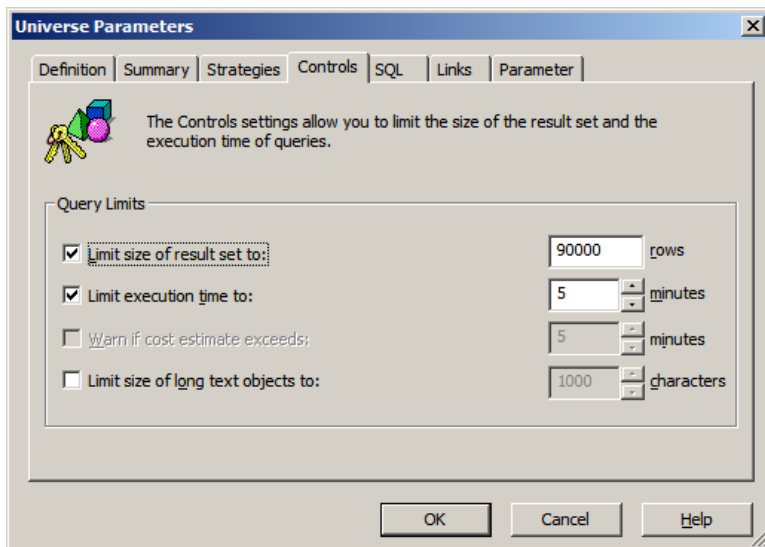 Universe Parameters
Definition Summary Strategies Controls SQL Links Parameter
The Controls settings allow you to limit the size of the result set and the
execution time of queries.
Query Limits
Limit size of result set to: 90000 rows
Limit execution time to: 5 minutes
Warn if cost estimate exceeds: 5 minutes
Limit size of long text objects to: 1000 characters
OK Cancel Help